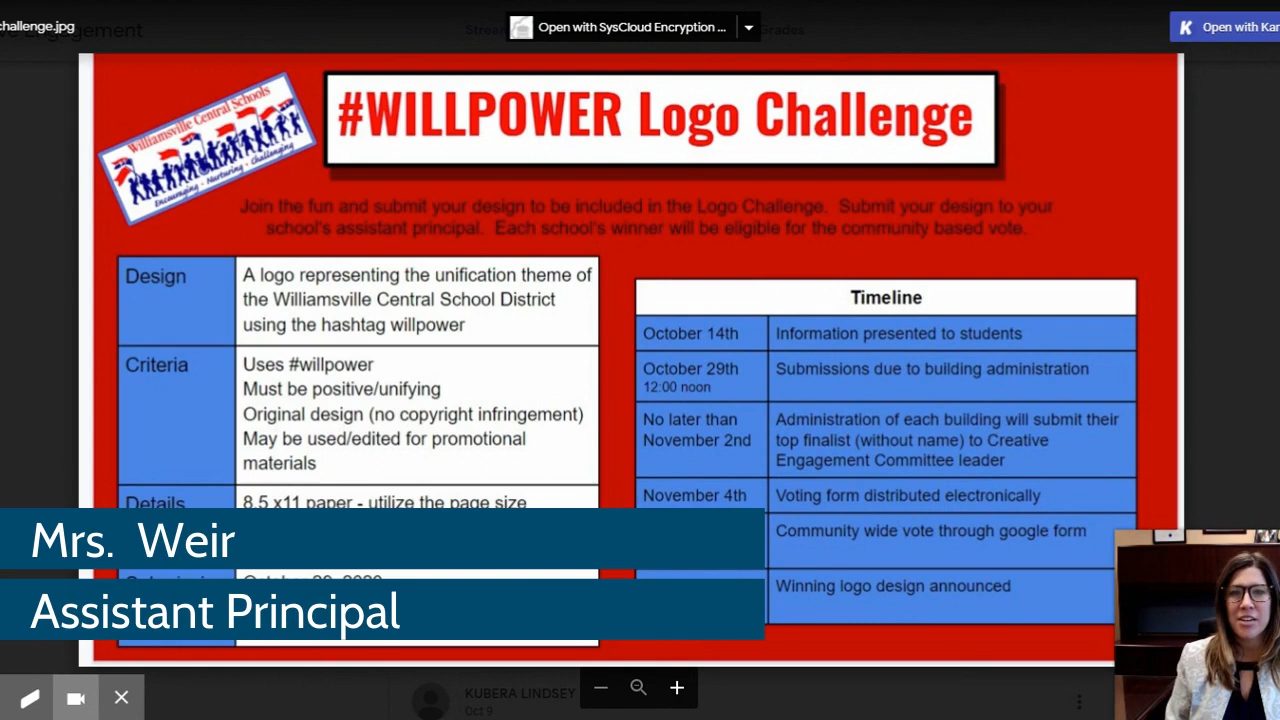 challenge.jpg
Open with SysCloud Encryption ...
Open with Kar
Williamsville Central Schools
Encouraging · Nurturing · Challenging
#WILLPOWER Logo Challenge
Join the fun and submit your design to be included in the Logo Challenge.  Submit your design to your
school's assistant principal.  Each school's winner will be eligible for the community based vote.
Design
A logo representing the unification theme of
the Williamsville Central School District
using the hashtag willpower
Criteria
Uses #willpower
Must be positive/unifying
Original design (no copyright infringement)
May be used/edited for promotional
materials
Details
8.5 x11 paper - utilize the page size
Timeline
October 14th
Information presented to students
October 29th
12:00 noon
Submissions due to building administration
No later than
November 2nd
Administration of each building will submit their
top finalist (without name) to Creative
Engagement Committee leader
November 4th
Voting form distributed electronically
Community wide vote through google form
Winning logo design announced
Mrs.  Weir
Assistant Principal
KUBERA LINDSEY
Oct 9